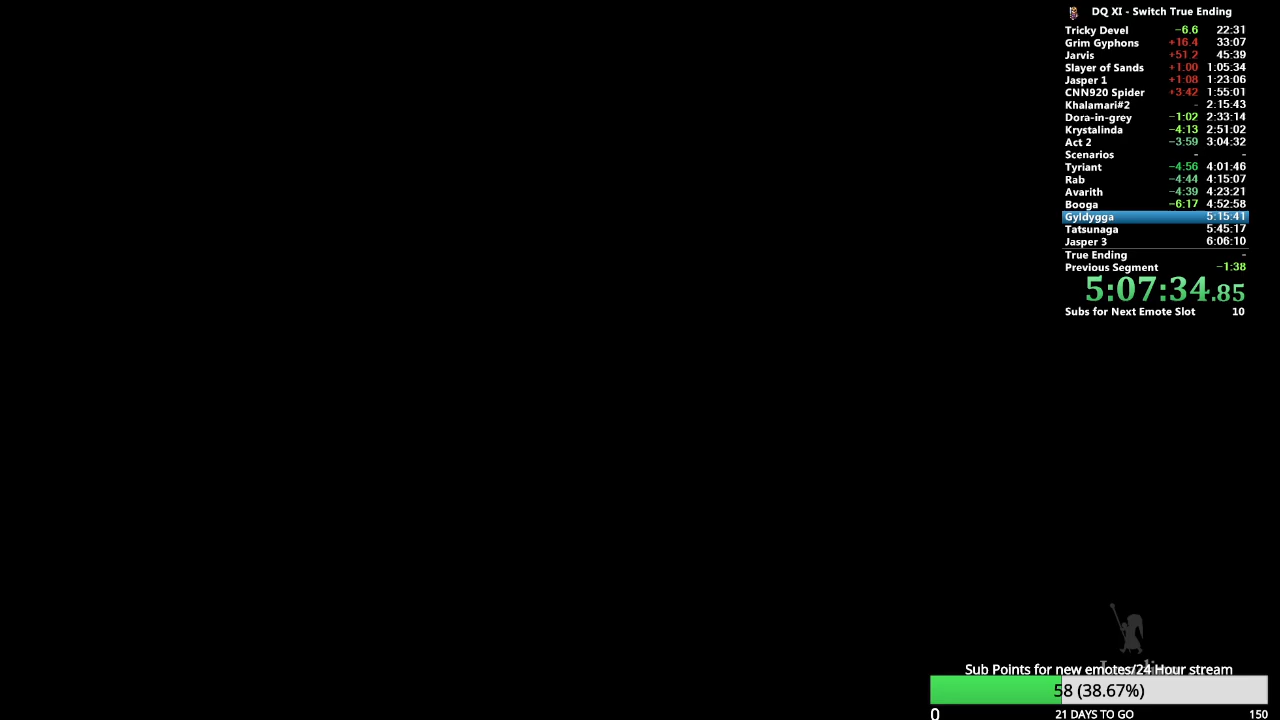 DQ XI - Switch True Ending
Tricky Devel −6.6 22:31
Grim Gyphons +16.4 33:07
Jarvis +51.2 45:39
Slayer of Sands +1.00 1:05:34
Jasper 1 +1:08 1:23:06
CNN920 Spider +3:42 1:55:01
Khalamari#2 - 2:15:43
Dora-in-grey −1:02 2:33:14
Krystalinda −4:13 2:51:02
Act 2 −3:59 3:04:32
Scenarios - -
Tyriant −4:56 4:01:46
Rab −4:44 4:15:07
Avarith −4:39 4:23:21
Booga −6:17 4:52:58
Gyldygga 5:15:41
Tatsunaga 5:45:17
Jasper 3 6:06:10
True Ending -
Previous Segment −1:38
5:07:34.85
Subs for Next Emote Slot 10
Sub Points for new emotes/24 Hour stream
58 (38.67%)
0 21 DAYS TO GO 150